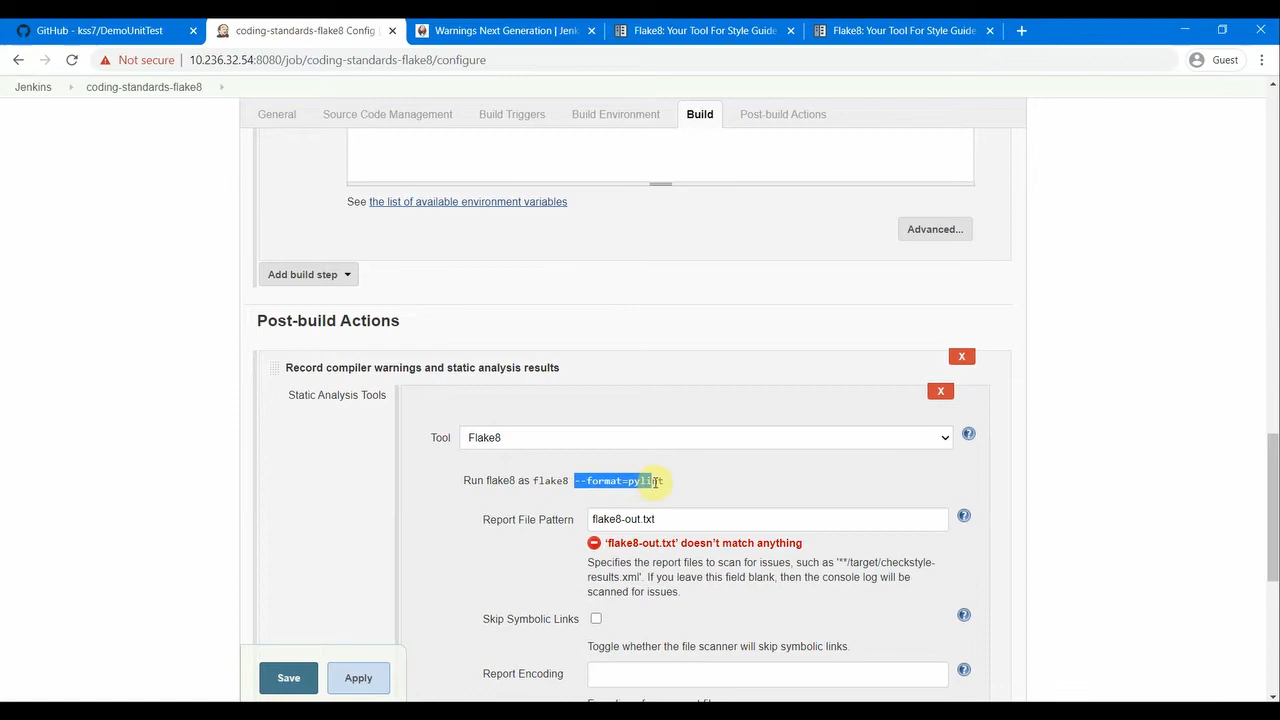 GitHub - kss7/DemoUnitTest
coding-standards-flake8 Config
Warnings Next Generation | Jenk
Flake8: Your Tool For Style Guide
Flake8: Your Tool For Style Guide
Not secure
10.236.32.54:8080/job/coding-standards-flake8/configure
Guest
Jenkins
coding-standards-flake8
General
Source Code Management
Build Triggers
Build Environment
Build
Post-build Actions
See the list of available environment variables
Advanced...
Add build step
Post-build Actions
X
Record compiler warnings and static analysis results
X
Static Analysis Tools
Tool
Flake8
Run flake8 as flake8 --format=pylint
Report File Pattern
flake8-out.txt
‘flake8-out.txt’ doesn’t match anything
Specifies the report files to scan for issues, such as '**/target/checkstyle-
results.xml'. If you leave this field blank, then the console log will be
scanned for issues.
Skip Symbolic Links
Toggle whether the file scanner will skip symbolic links.
Report Encoding
Save
Apply